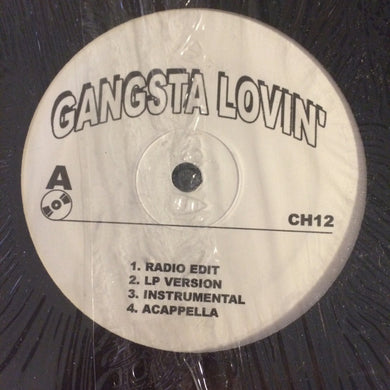 GANGSTA LOVIN'
A
CH12
1. RADIO EDIT
2. LP VERSION
3. INSTRUMENTAL
4. ACAPPELLA